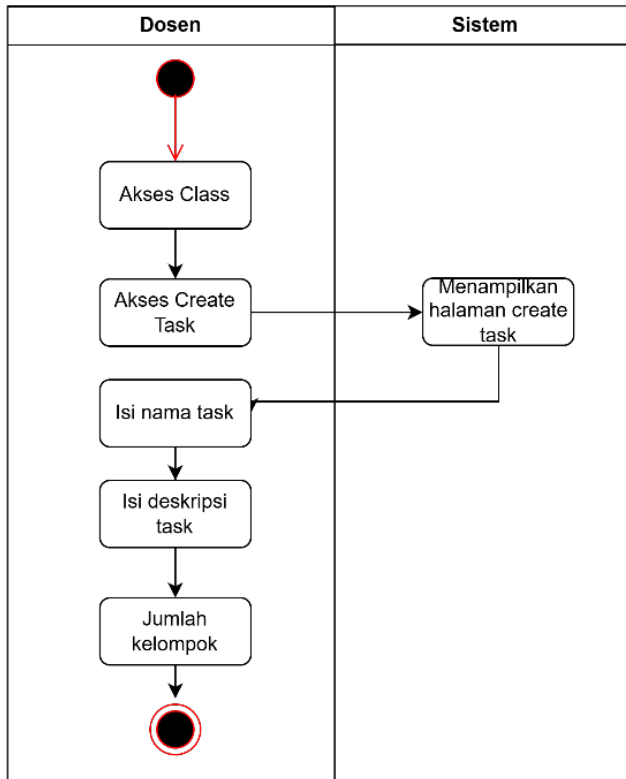 Dosen
Sistem
Akses Class
Akses Create
Task
Menampilkan
halaman create
task
Isi nama task
Isi deskripsi
task
Jumlah
kelompok